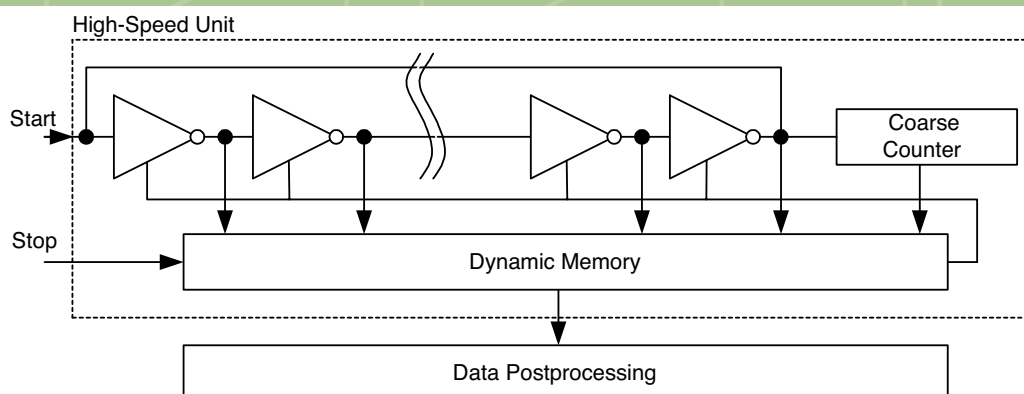 High-Speed Unit
Start
Coarse
Counter
Stop
Dynamic Memory
Data Postprocessing